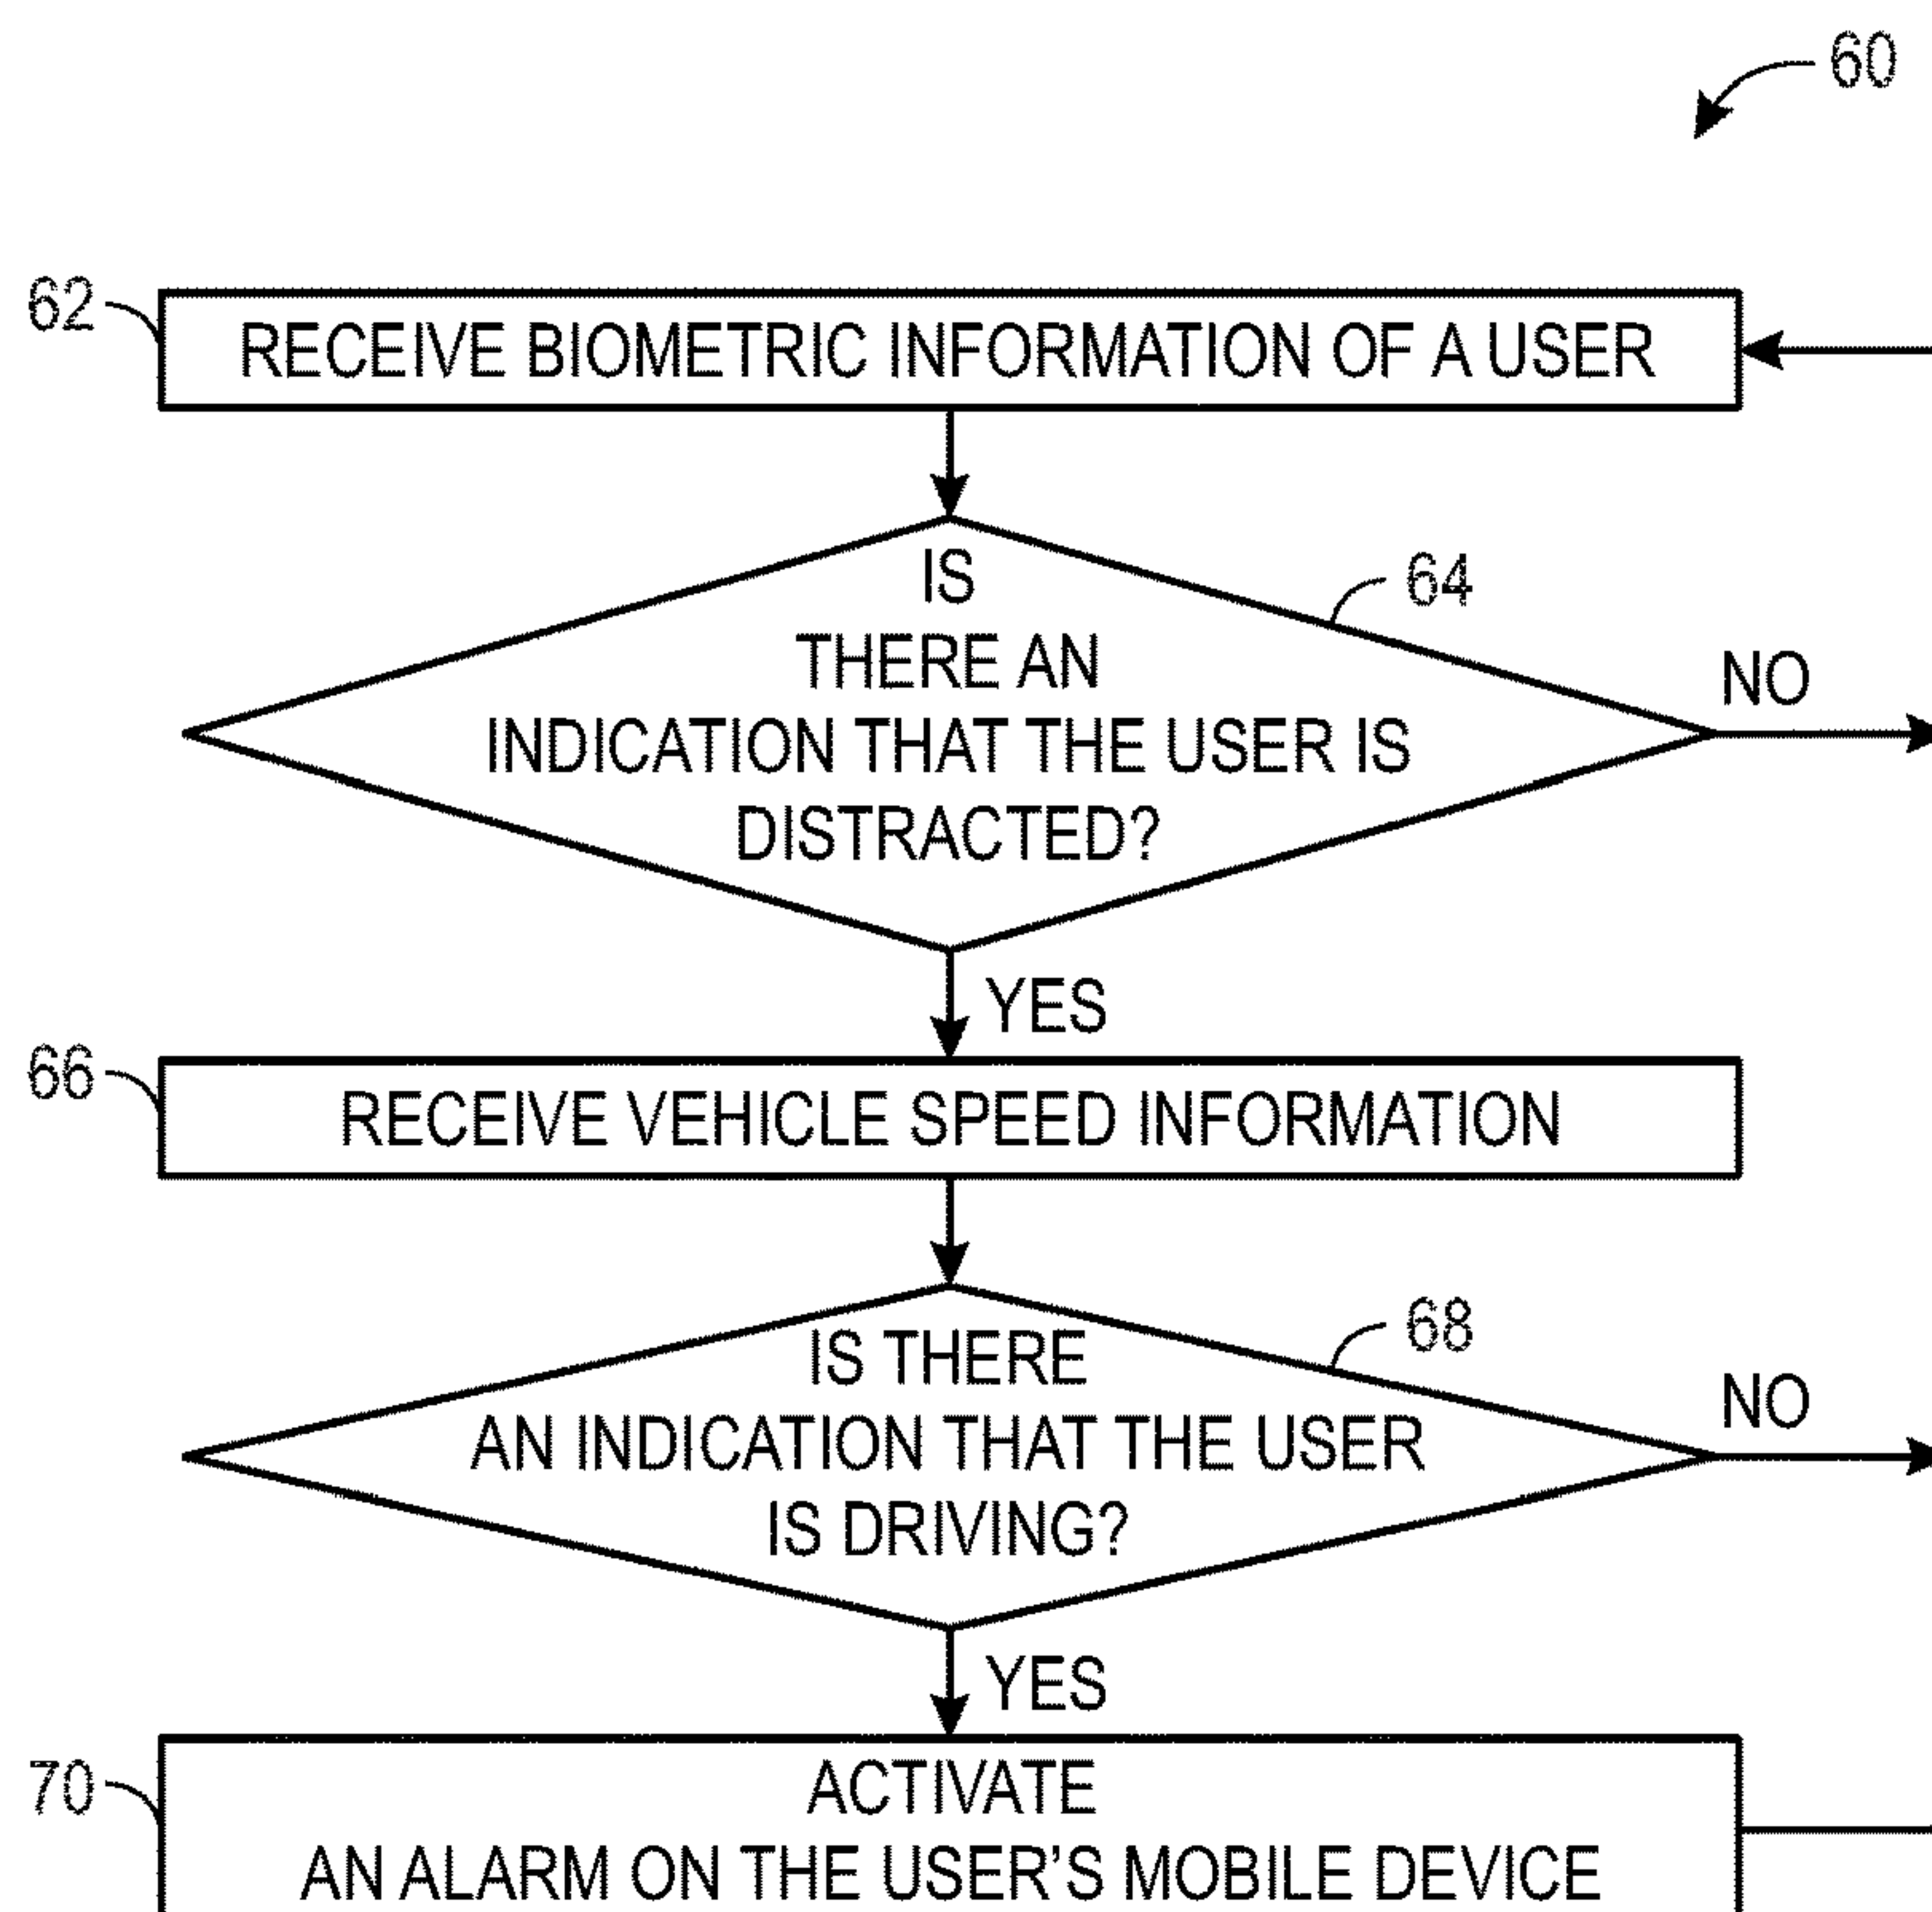 60
62
RECEIVE BIOMETRIC INFORMATION OF A USER
IS
64
THERE AN
NO
INDICATION THAT THE USER IS
DISTRACTED?
YES
66
RECEIVE VEHICLE SPEED INFORMATION
68
IS THERE
NO
AN INDICATION THAT THE USER
IS DRIVING?
YES
70
ACTIVATE
AN ALARM ON THE USER'S MOBILE DEVICE